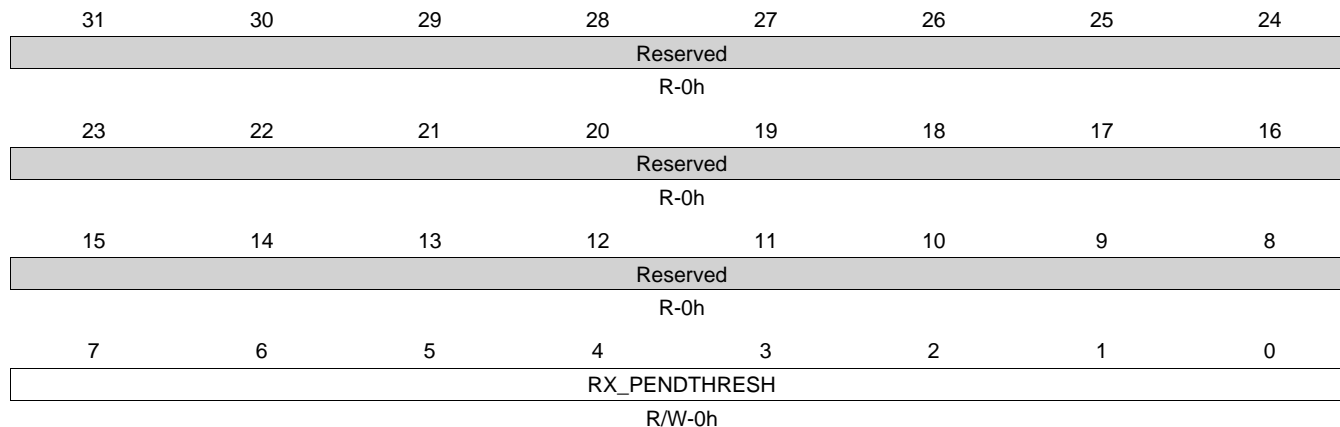 31 30 29 28 27 26 25 24
Reserved
R-0h
23 22 21 20 19 18 17 16
Reserved
R-0h
15 14 13 12 11 10 9 8
Reserved
R-0h
7 6 5 4 3 2 1 0
RX_PENDTHRESH
R/W-0h